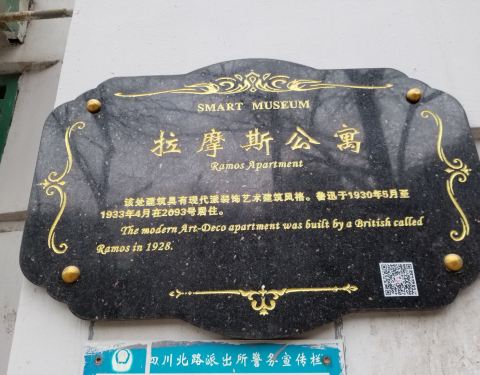 SMART MUSEUM
拉摩斯公寓
Ramos Apartment
该处建筑具有现代派装饰艺术建筑风格。鲁迅于1930年5月至
1933年4月在2093号居住。
The modern Art-Deco apartment was built by a British called
Ramos in 1928.
四川北路派出所警务宣传栏